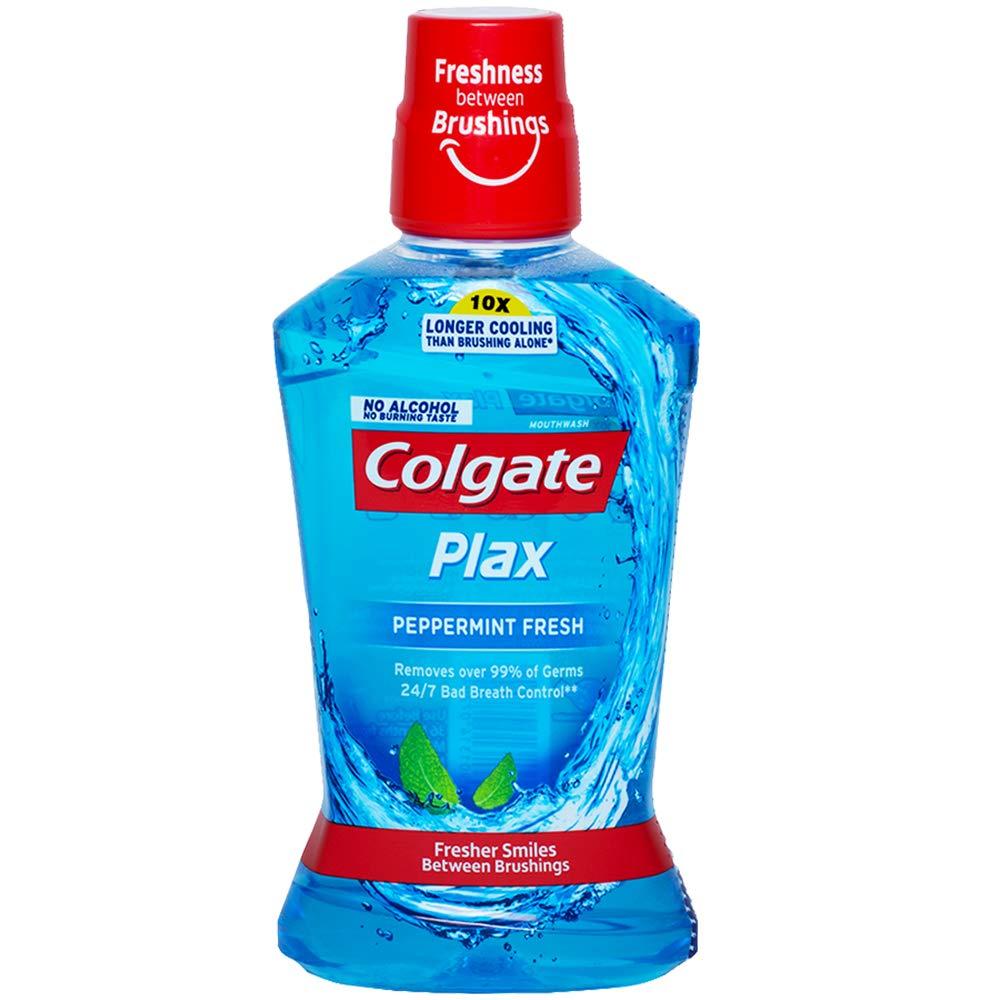 Freshness
between
Brushings
10X
LONGER COOLING
THAN BRUSHING ALONE*
NO ALCOHOL
NO BURNING TASTE
MOUTHWASH
Colgate
Plax
PEPPERMINT FRESH
Removes over 99% of Germs
24/7 Bad Breath Control**
Fresher Smiles
Between Brushings